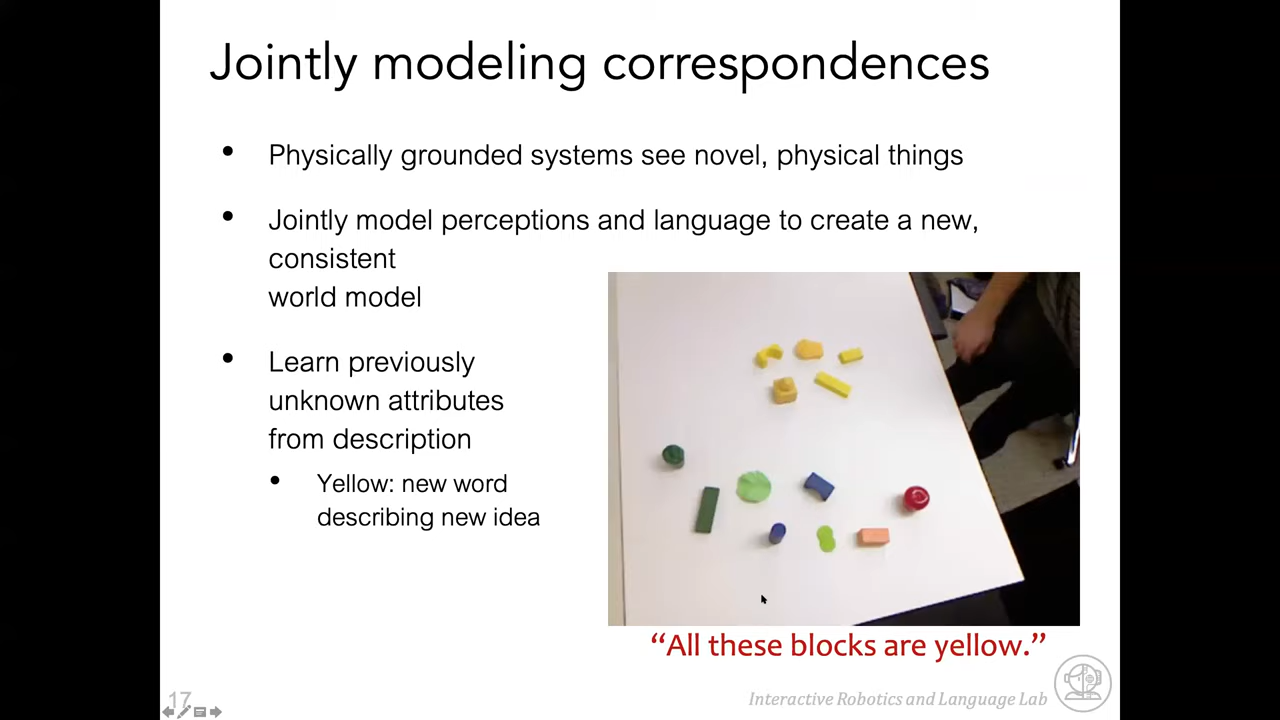 Jointly modeling correspondences
• Physically grounded systems see novel, physical things
• Jointly model perceptions and language to create a new,
consistent
world model
• Learn previously
unknown attributes
from description
• Yellow: new word
describing new idea
“All these blocks are yellow.”
17
Interactive Robotics and Language Lab